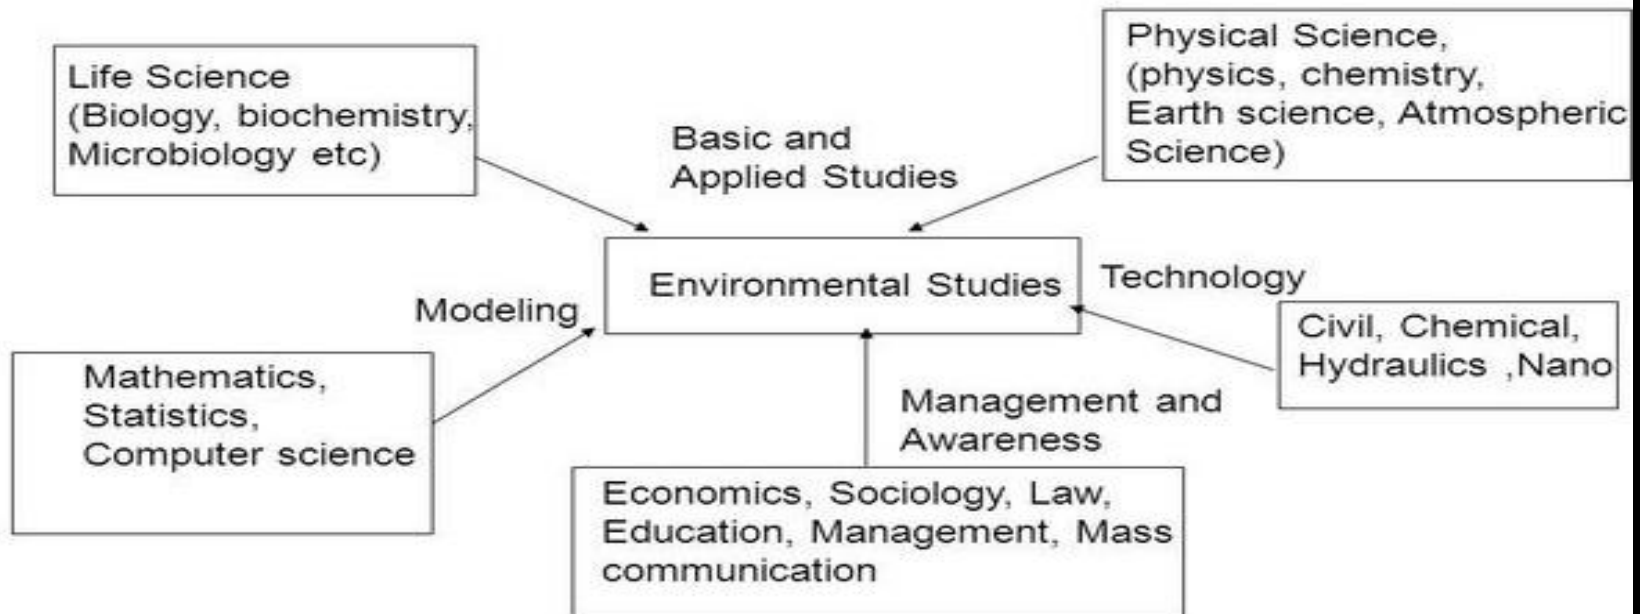 Life Science
(Biology, biochemistry,
Microbiology etc)
Basic and
Applied Studies
Physical Science,
(physics, chemistry,
Earth science, Atmospheric
Science)
Environmental Studies
Technology
Modeling
Civil, Chemical,
Hydraulics ,Nano
Mathematics,
Statistics,
Computer science
Management and
Awareness
Economics, Sociology, Law,
Education, Management, Mass
communication